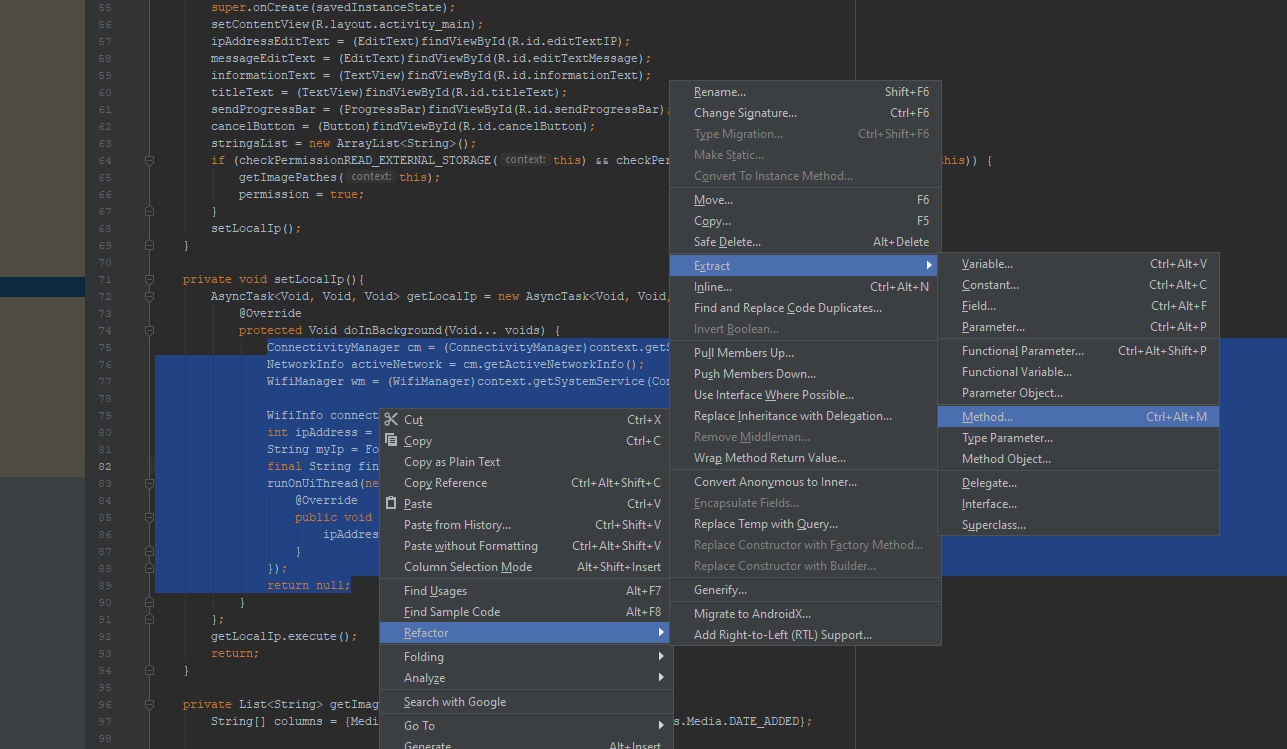 55 super.onCreate(savedInstanceState);
56 setContentView(R.layout.activity_main);
57 ipAddressEditText = (EditText)findViewById(R.id.editTextIP);
58 messageEditText = (EditText)findViewById(R.id.editTextMessage);
59 informationText = (TextView)findViewById(R.id.informationText);
60 titleText = (TextView)findViewById(R.id.titleText);
61 sendProgressBar = (ProgressBar)findViewById(R.id.sendProgressBar);
62 cancelButton = (Button)findViewById(R.id.cancelButton);
63 stringsList = new ArrayList<String>();
64 if (checkPermissionREAD_EXTERNAL_STORAGE( context: this) && checkPer his)) {
65 getImagePathes( context: this);
66 permission = true;
67 }
68 setLocalIp();
69 }
70
71 private void setLocalIp(){
72 AsyncTask<Void, Void, Void> getLocalIp = new AsyncTask<Void, Void,
73 @Override
74 protected Void doInBackground(Void... voids) {
75 ConnectivityManager cm = (ConnectivityManager)context.getS
76 NetworkInfo activeNetwork = cm.getActiveNetworkInfo();
77 WifiManager wm = (WifiManager)context.getSystemService(Con
78
79 WifiInfo connect
80 int ipAddress =
81 String myIp = Fo
82 final String fin
83 runOnUiThread(ne
84 @Override
85 public void
86 ipAddres
87 }
88 });
89 return null;
90 }
91 };
92 getLocalIp.execute();
93 return;
94 }
95
96 private List<String> getImag
97 String[] columns = {Medi s.Media.DATE_ADDED};
98
Cut Ctrl+X
Copy Ctrl+C
Copy as Plain Text
Copy Reference Ctrl+Alt+Shift+C
Paste Ctrl+V
Paste from History... Ctrl+Shift+V
Paste without Formatting Ctrl+Alt+Shift+V
Column Selection Mode Alt+Shift+Insert
Find Usages Alt+F7
Find Sample Code Alt+F8
Refactor
Folding
Analyze
Search with Google
Go To
Generate Alt+Insert
Rename... Shift+F6
Change Signature... Ctrl+F6
Type Migration... Ctrl+Shift+F6
Make Static...
Convert To Instance Method...
Move... F6
Copy... F5
Safe Delete... Alt+Delete
Extract
Inline... Ctrl+Alt+N
Find and Replace Code Duplicates...
Invert Boolean...
Pull Members Up...
Push Members Down...
Use Interface Where Possible...
Replace Inheritance with Delegation...
Remove Middleman...
Wrap Method Return Value...
Convert Anonymous to Inner...
Encapsulate Fields...
Replace Temp with Query...
Replace Constructor with Factory Method...
Replace Constructor with Builder...
Generify...
Migrate to AndroidX...
Add Right-to-Left (RTL) Support...
Variable... Ctrl+Alt+V
Constant... Ctrl+Alt+C
Field... Ctrl+Alt+F
Parameter... Ctrl+Alt+P
Functional Parameter... Ctrl+Alt+Shift+P
Functional Variable...
Parameter Object...
Method... Ctrl+Alt+M
Type Parameter...
Method Object...
Delegate...
Interface...
Superclass...